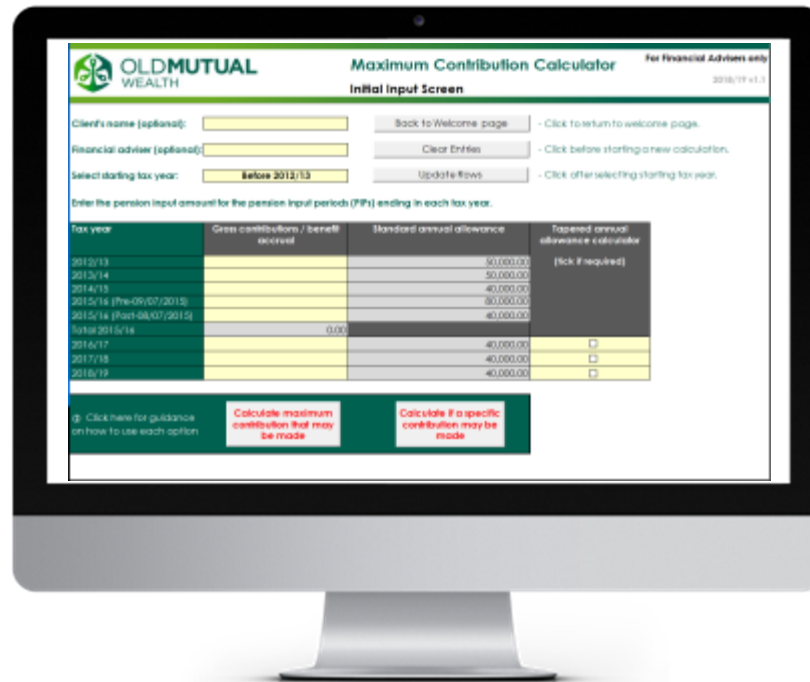 OLDMUTUAL
WEALTH
Maximum Contribution Calculator
For Financial Advisers only
2018/19 v1.1
Initial Input Screen
Client's name (optional):
Back to Welcome page
- Click to return to welcome page.
Financial adviser (optional):
Clear Entries
- Click before starting a new calculation.
Select starting tax year:
Before 2012/13
Update Rows
- Click after selecting starting tax year.
Enter the pension input amount for the pension input periods (PIPs) ending in each tax year.
Tax year
Gross contributions / benefit
accrual
Standard annual allowance
Tapered annual
allowance calculator
(tick if required)
2012/13 50,000.00
2013/14 50,000.00
2014/15 40,000.00
2015/16 (Pre-09/07/2015) 80,000.00
2015/16 (Post-08/07/2015) 40,000.00
Total 2015/16 0.00
2016/17 40,000.00
2017/18 40,000.00
2018/19 40,000.00
Click here for guidance
on how to use each option
Calculate maximum
contribution that may
be made
Calculate if a specific
contribution may be
made